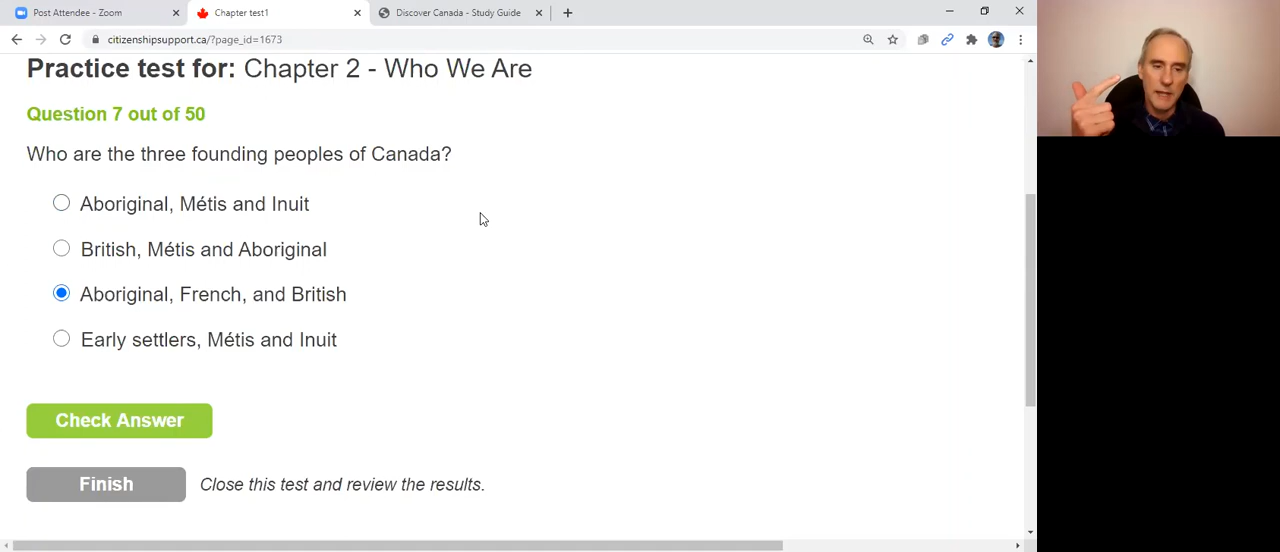 Post Attendee - Zoom
Chapter test1
Discover Canada - Study Guide
citizenshipsupport.ca/?page_id=1673
Practice test for: Chapter 2 - Who We Are
Question 7 out of 50
Who are the three founding peoples of Canada?
Aboriginal, Métis and Inuit
British, Métis and Aboriginal
Aboriginal, French, and British
Early settlers, Métis and Inuit
Check Answer
Finish Close this test and review the results.